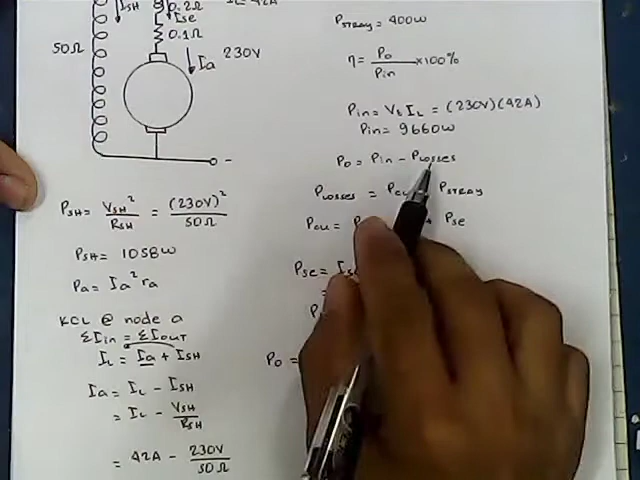 ISH
0.2Ω
ISE
0.1Ω
50Ω
Ia
230V
PSTRAY = 400W
η = Po/Pin × 100%
Pin = Vt IL = (230V)(42A)
Pin = 9660W
Po = Pin - PLOSSES
PLOSSES = PSTRAY
PCU = PSE
PSE =
Po =
PSH = VSH²/RSH = (230V)²/50Ω
PSH = 1058W
Pa = Ia² ra
KCL @ node a
ΣIin = ΣIout
IL = Ia + ISH
Ia = IL - ISH
= IL - VSH/RSH
= 42A - 230V/50Ω